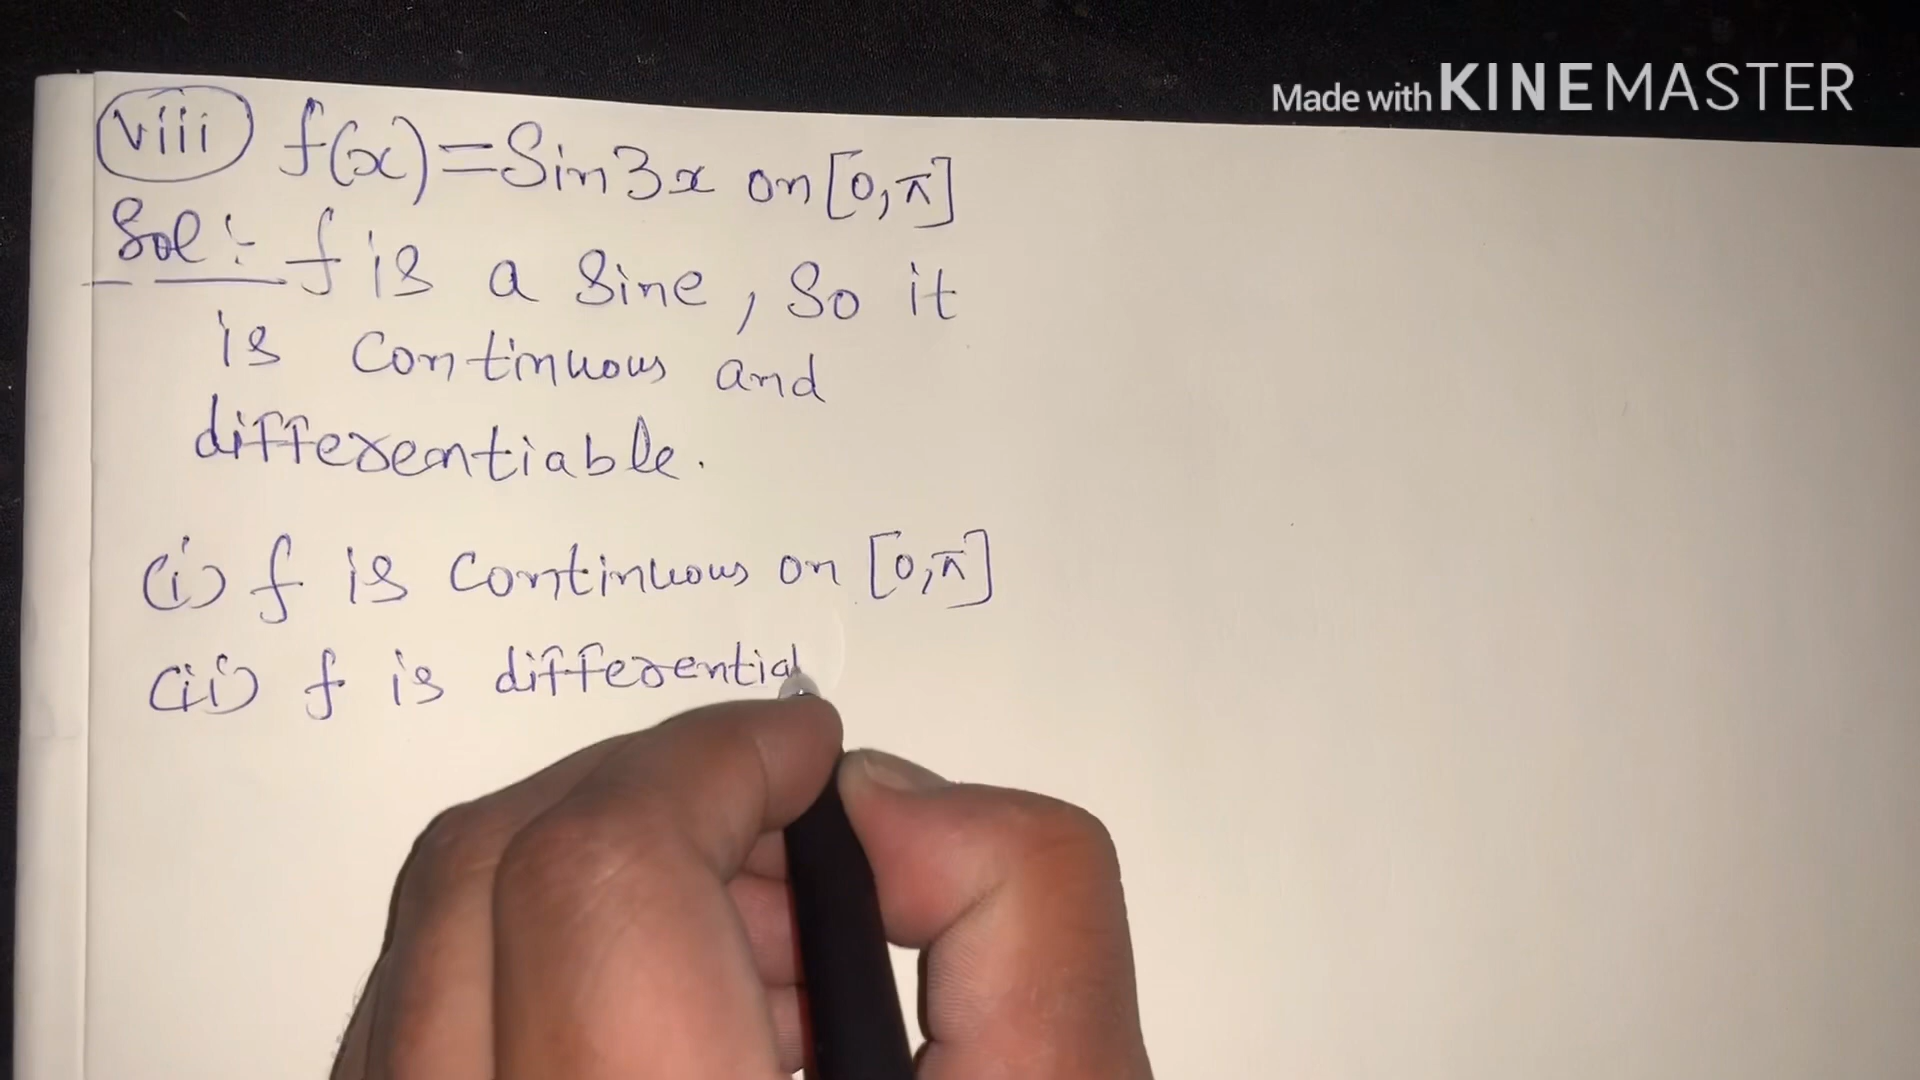 Made with KINEMASTER
viii f(x)=Sin3x on [0,π]
Sol:- f is a Sine, So it
is Continuous and
differentiable.
(i) f is Continuous on [0,π]
(ii) f is differentiab